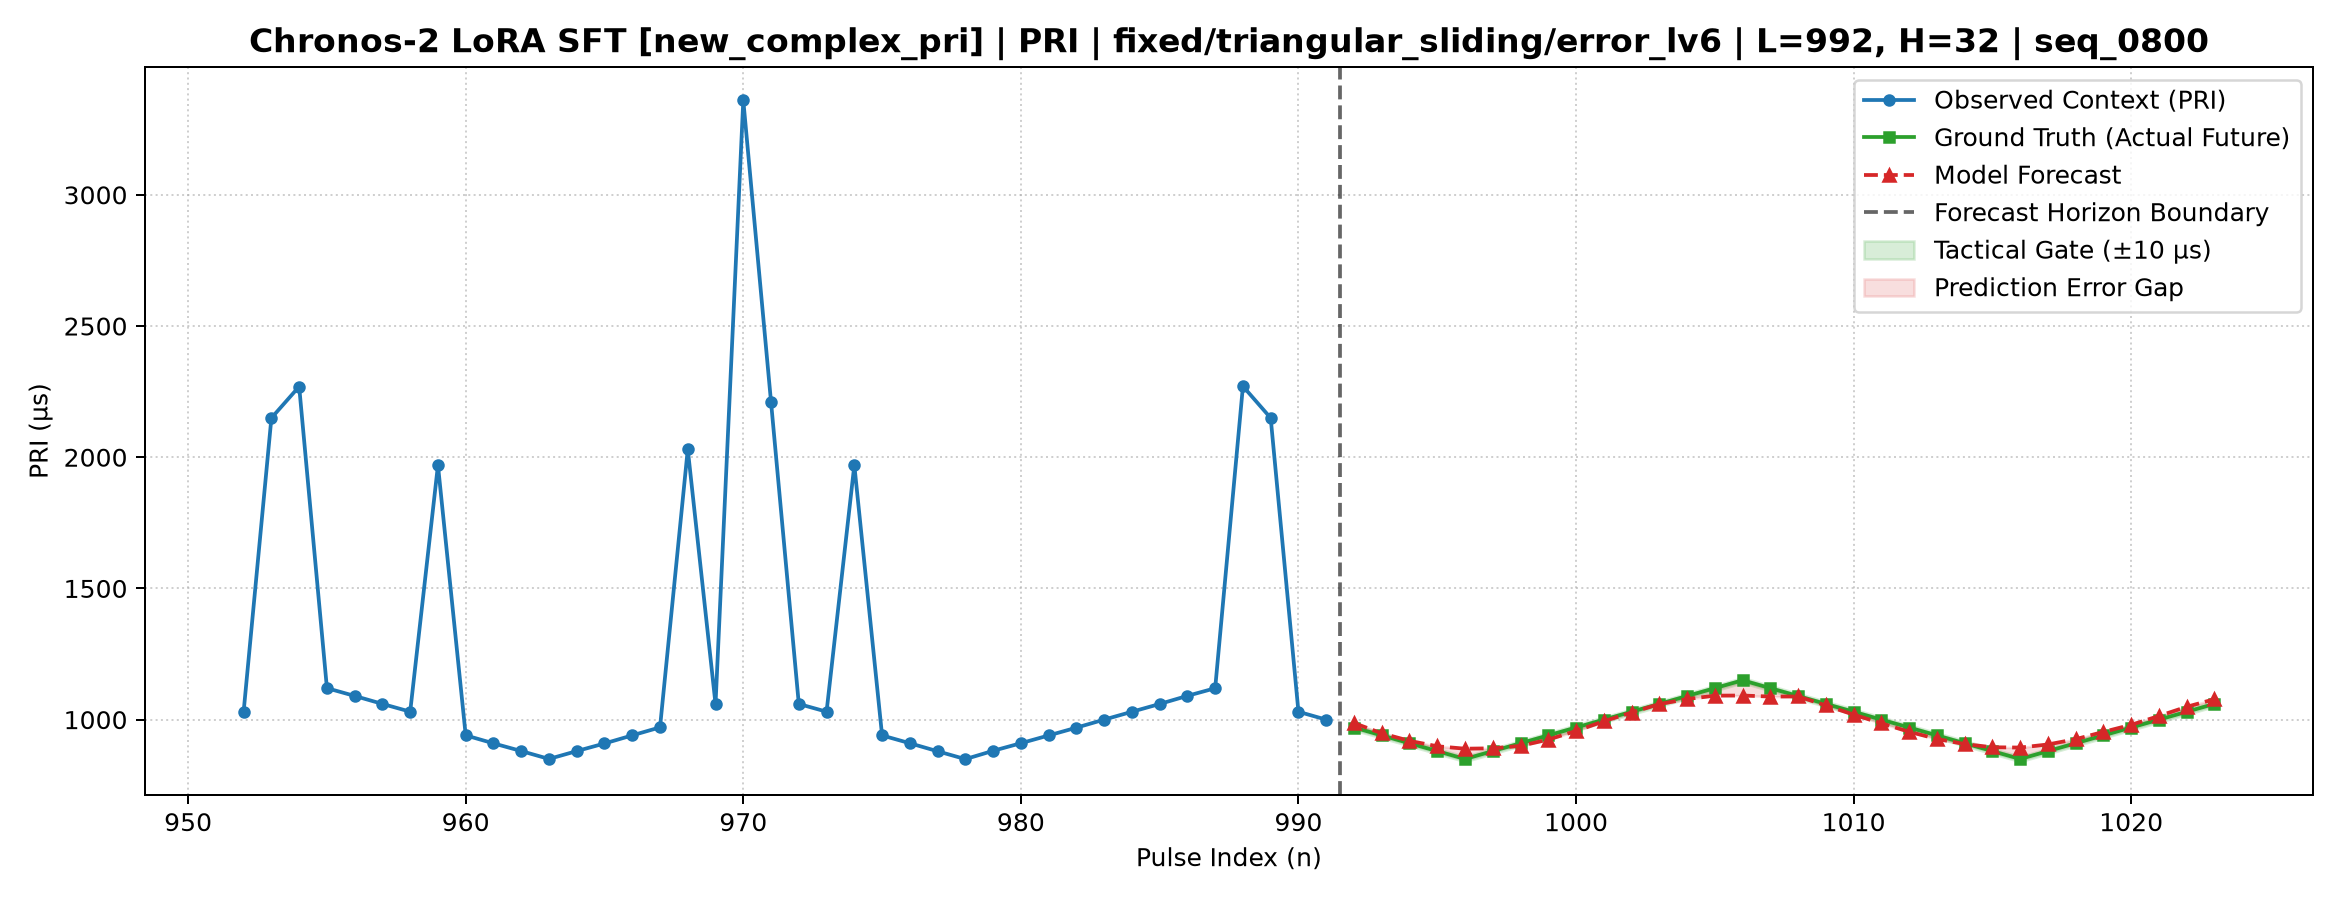 Chronos-2 LoRA SFT [new_complex_pri] | PRI | fixed/triangular_sliding/error_lv6 | L=992, H=32 | seq_0800
Observed Context (PRI)
Ground Truth (Actual Future)
Model Forecast
Forecast Horizon Boundary
Tactical Gate (±10 µs)
Prediction Error Gap
PRI (µs)
3000
2500
2000
1500
1000
950 960 970 980 990 1000 1010 1020
Pulse Index (n)